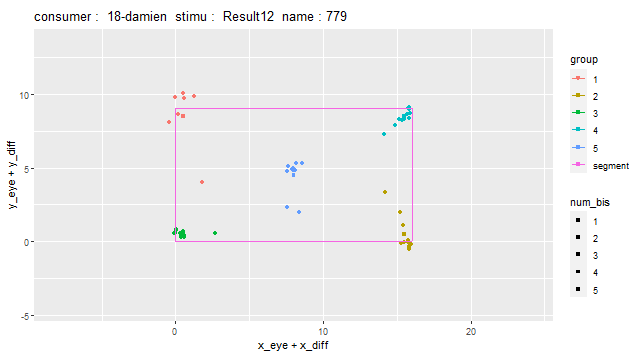 consumer :  18-damien  stimu :  Result12  name : 779
y_eye + y_diff
10
5
0
-5
0
10
20
x_eye + x_diff
group
1
2
3
4
5
segment
num_bis
1
2
3
4
5